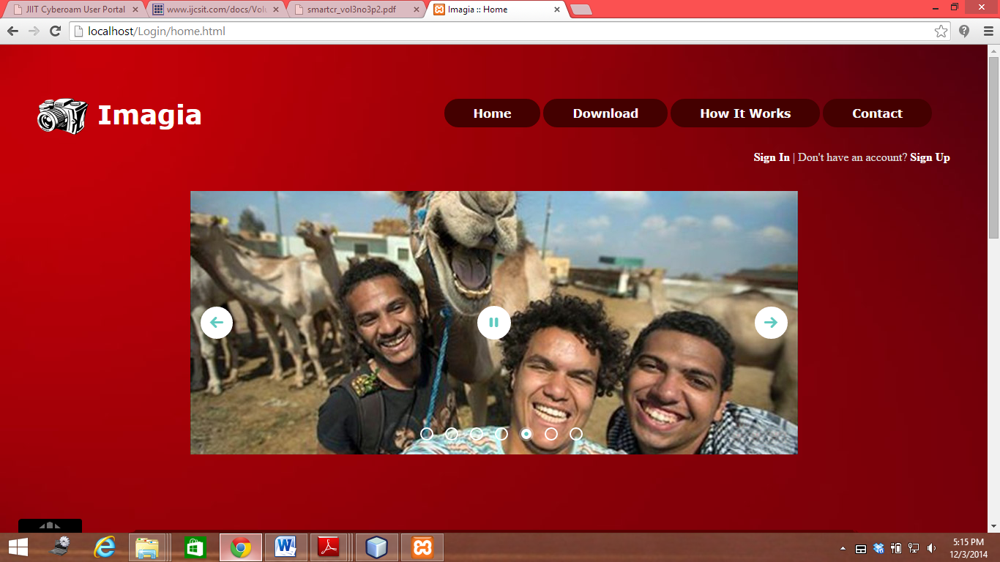 JIIT Cyberoam User Portal
www.ijcsit.com/docs/Volu
smartcr_vol3no3p2.pdf
Imagia :: Home
localhost/Login/home.html
Imagia
Home
Download
How It Works
Contact
Sign In | Don't have an account? Sign Up
5:15 PM
12/3/2014